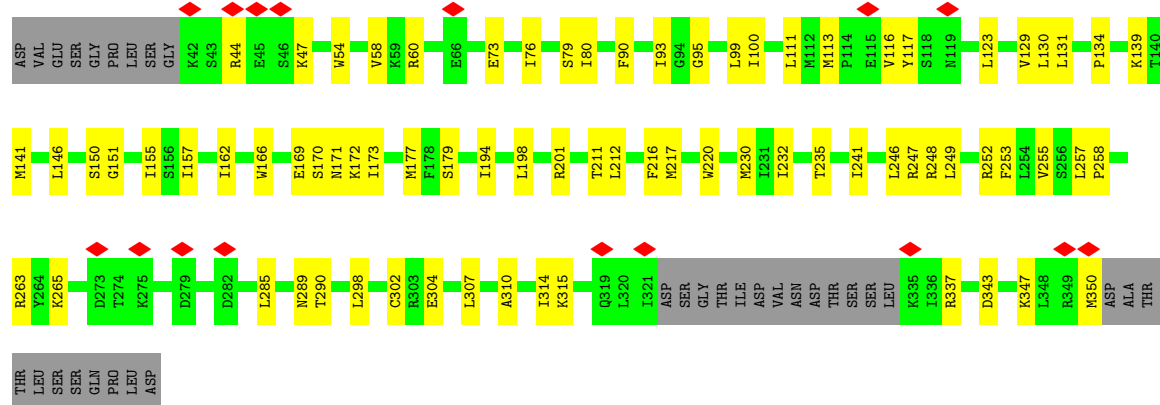 ASP VAL GLU SER GLY PRO LEU SER GLY K42 S43 R44 E45 S46 K47 W54 V58 K59 R60 E66 E73 I76 S79 I80 F90 I93 G94 G95 L99 I100 L111 M112 M113 P114 E115 V116 Y117 S118 N119 L123 V129 L130 L131 P134 K139 T140
M141 L146 S150 G151 I155 S156 I157 I162 W166 E169 S170 N171 K172 I173 M177 F178 S179 I194 L198 R201 T211 L212 F216 M217 W220 M230 I231 I232 T235 I241 L246 R247 R248 L249 R252 F253 L254 V255 S256 L257 P258
R263 Y264 K265 D273 T274 K275 D279 D282 L285 N289 T290 L298 C302 R303 E304 L307 A310 I314 K315 Q319 L320 I321 ASP SER GLY THR ILE ASP VAL ASN ASP THR SER SER LEU K335 I336 R337 D343 K347 L348 R349 M350 ASP ALA THR
THR LEU SER SER GLN PRO LEU ASP